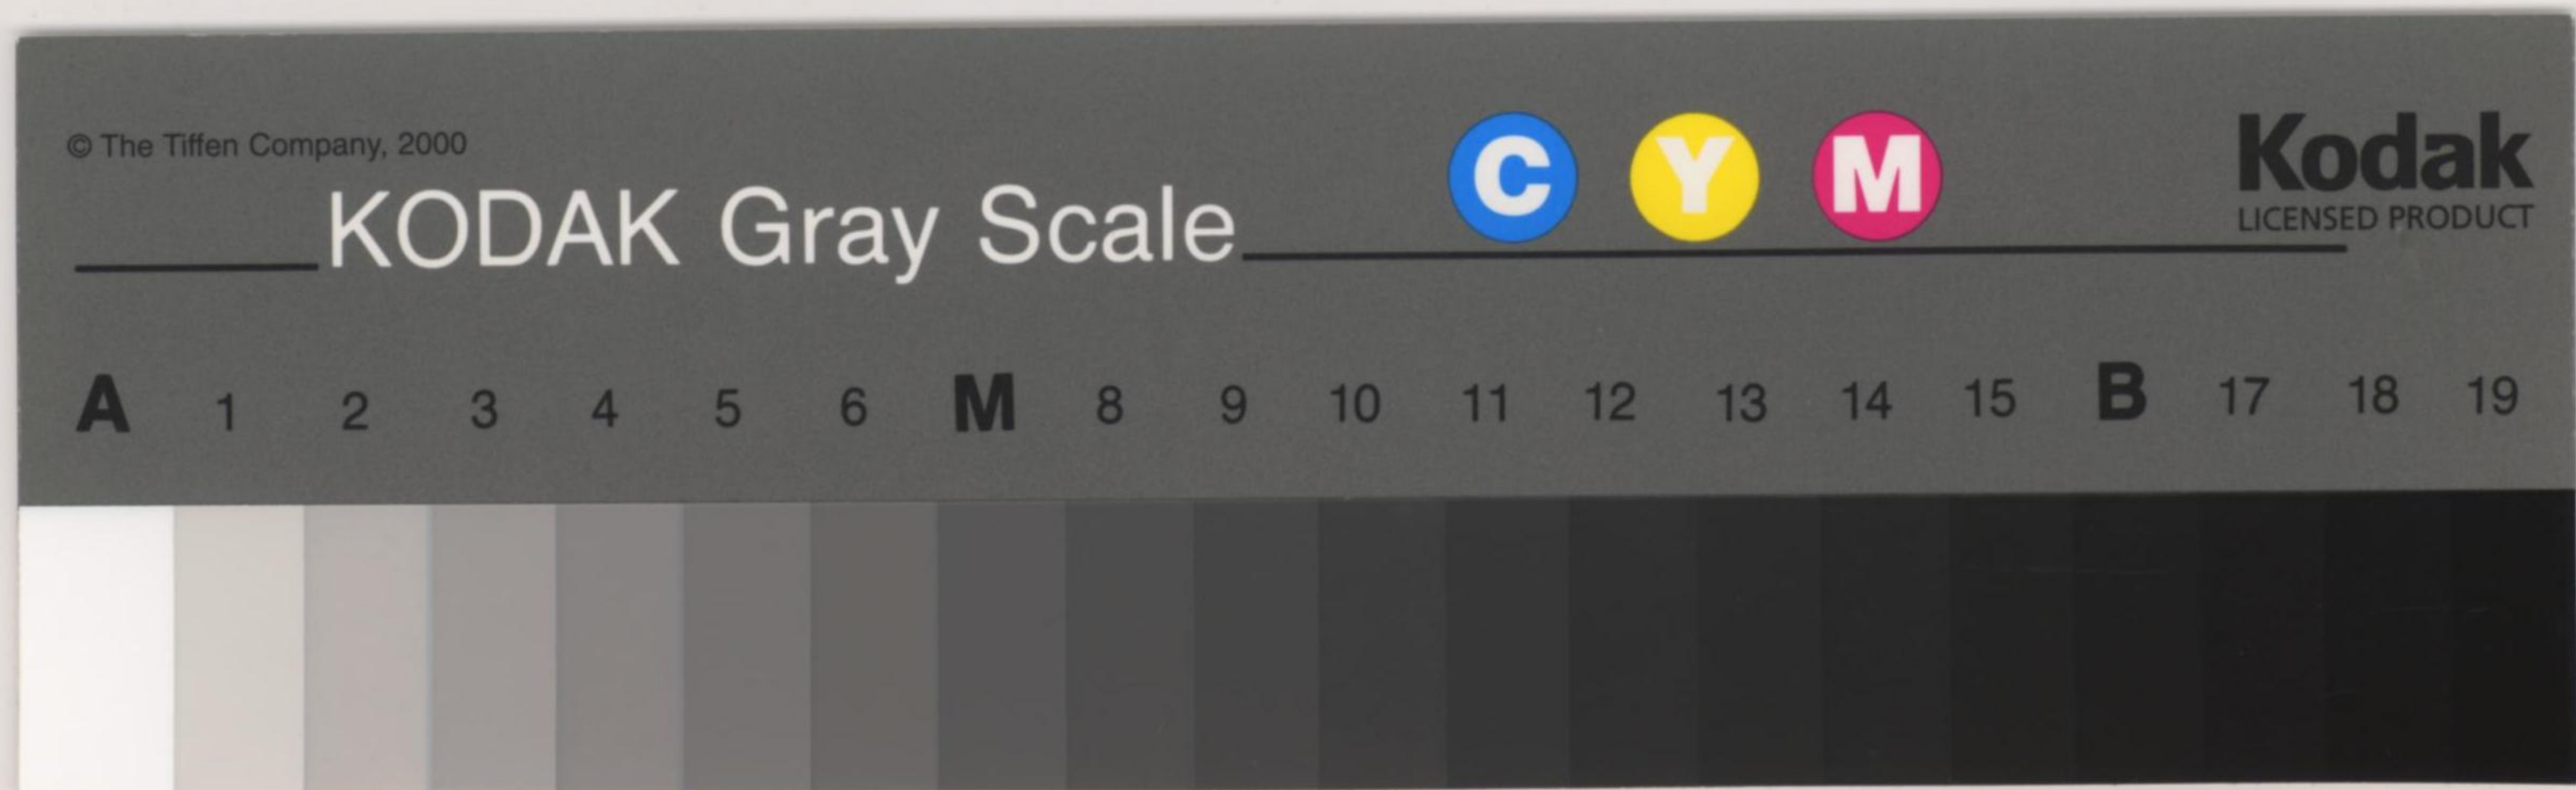 © The Tiffen Company, 2000
KODAK Gray Scale
C Y M
Kodak
LICENSED PRODUCT
A 1 2 3 4 5 6 M 8 9 10 11 12 13 14 15 B 17 18 19